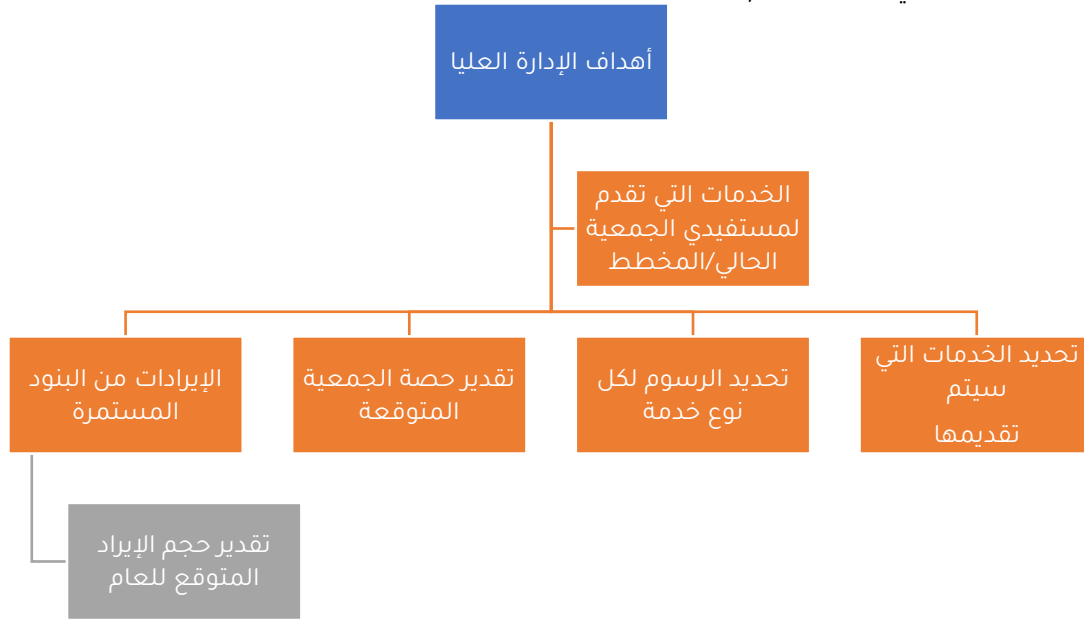 أهداف الإدارة العليا
الخدمات التي تقدم
لمستفيدي الجمعية
الحالي/المخطط
تحديد الخدمات التي
سيتم
تقديمها
تحديد الرسوم لكل
نوع خدمة
تقدير حصة الجمعية
المتوقعة
الإيرادات من البنود
المستمرة
تقدير حجم الإيراد
المتوقع للعام